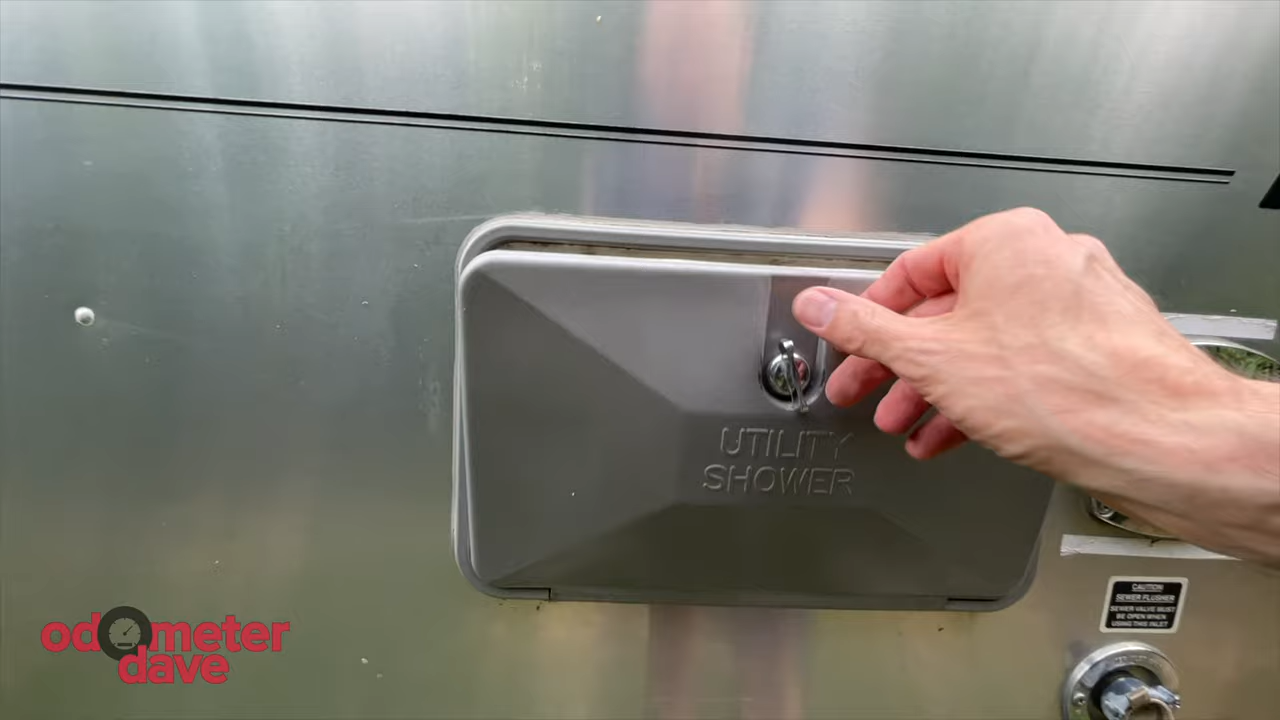 UTILITY
SHOWER
CAUTION
SEWER FLUSHER
SEWER VALVE MUST
BE OPEN WHEN
USING THIS INLET
odometer
dave